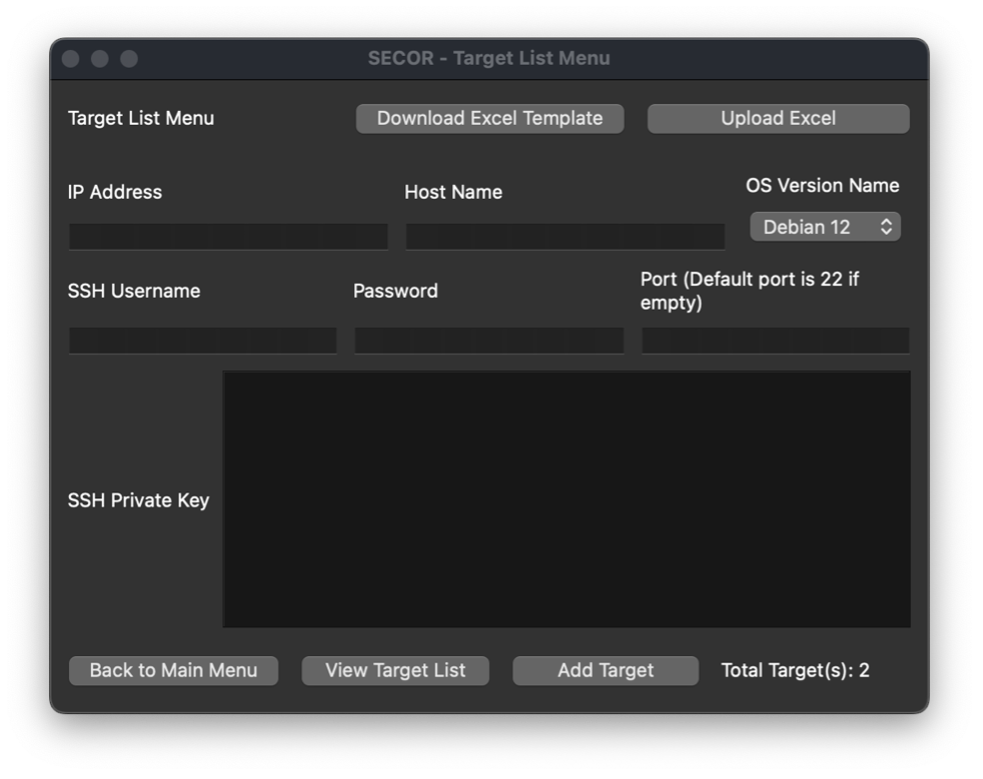 SECOR - Target List Menu
Target List Menu
Download Excel Template
Upload Excel
IP Address
Host Name
OS Version Name
Debian 12
SSH Username
Password
Port (Default port is 22 if
empty)
SSH Private Key
Back to Main Menu
View Target List
Add Target
Total Target(s): 2